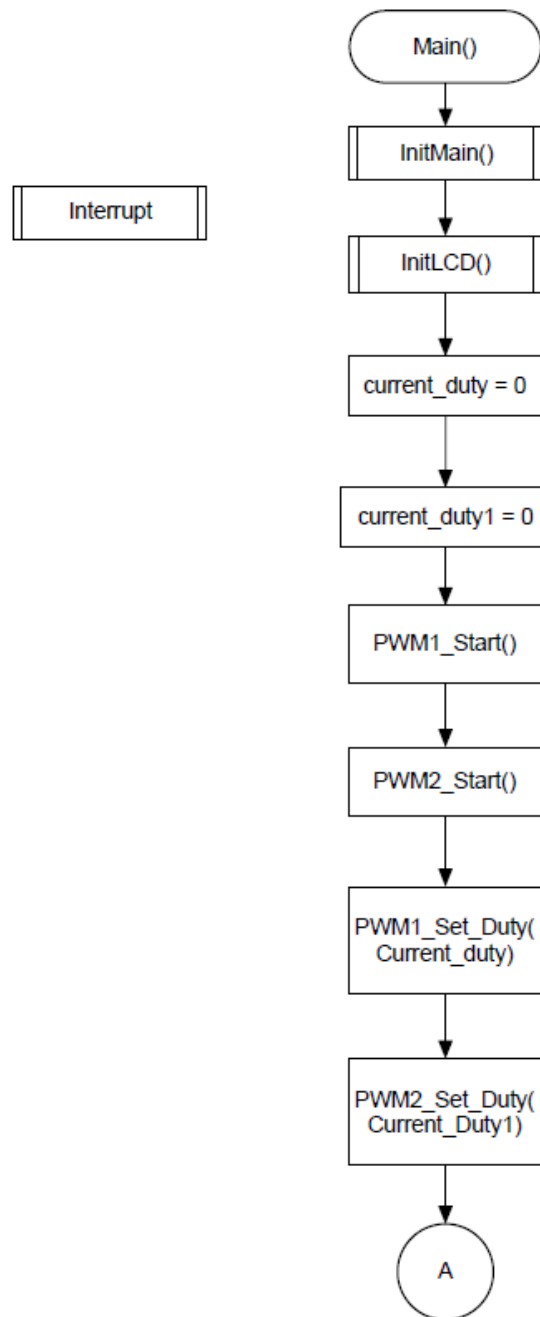 Main()
InitMain()
Interrupt
InitLCD()
current_duty = 0
current_duty1 = 0
PWM1_Start()
PWM2_Start()
PWM1_Set_Duty(
Current_duty)
PWM2_Set_Duty(
Current_Duty1)
A